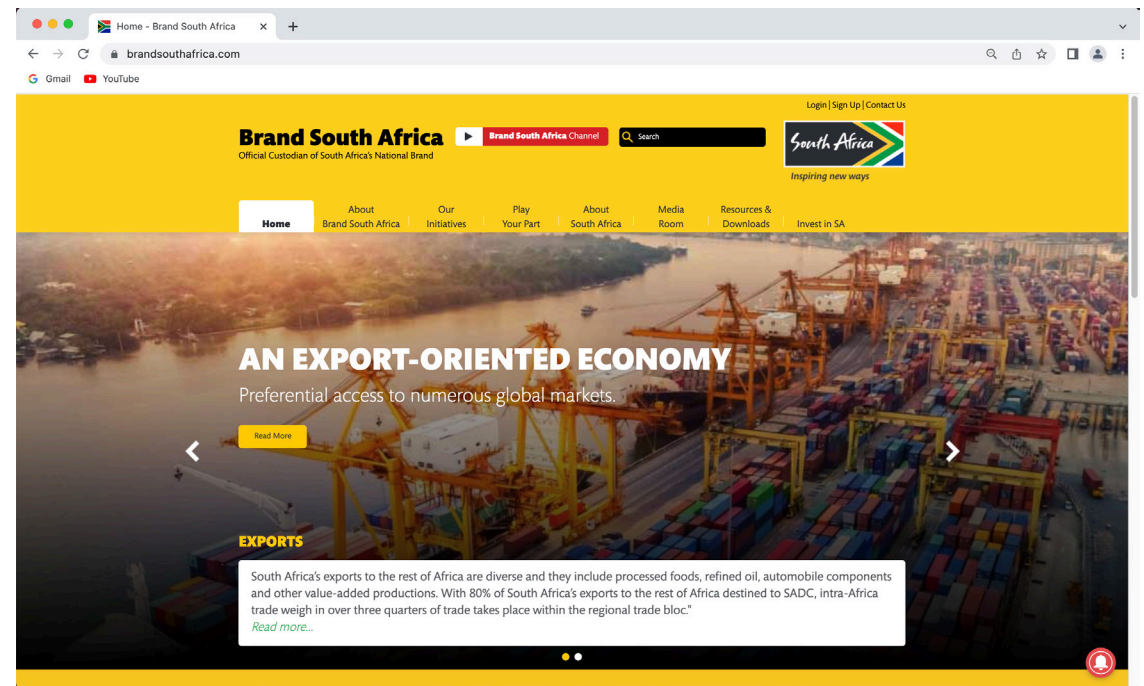 Home - Brand South Africa
brandsouthafrica.com
Gmail YouTube
Login | Sign Up | Contact Us
Brand South Africa
Official Custodian of South Africa's National Brand
Brand South Africa Channel
Search
South Africa
Inspiring new ways
Home
About
Brand South Africa
Our
Initiatives
Play
Your Part
About
South Africa
Media
Room
Resources &
Downloads
Invest in SA
AN EXPORT-ORIENTED ECONOMY
Preferential access to numerous global markets.
Read More
EXPORTS
South Africa's exports to the rest of Africa are diverse and they include processed foods, refined oil, automobile components
and other value-added productions. With 80% of South Africa's exports to the rest of Africa destined to SADC, intra-Africa
trade weigh in over three quarters of trade takes place within the regional trade bloc."
Read more...